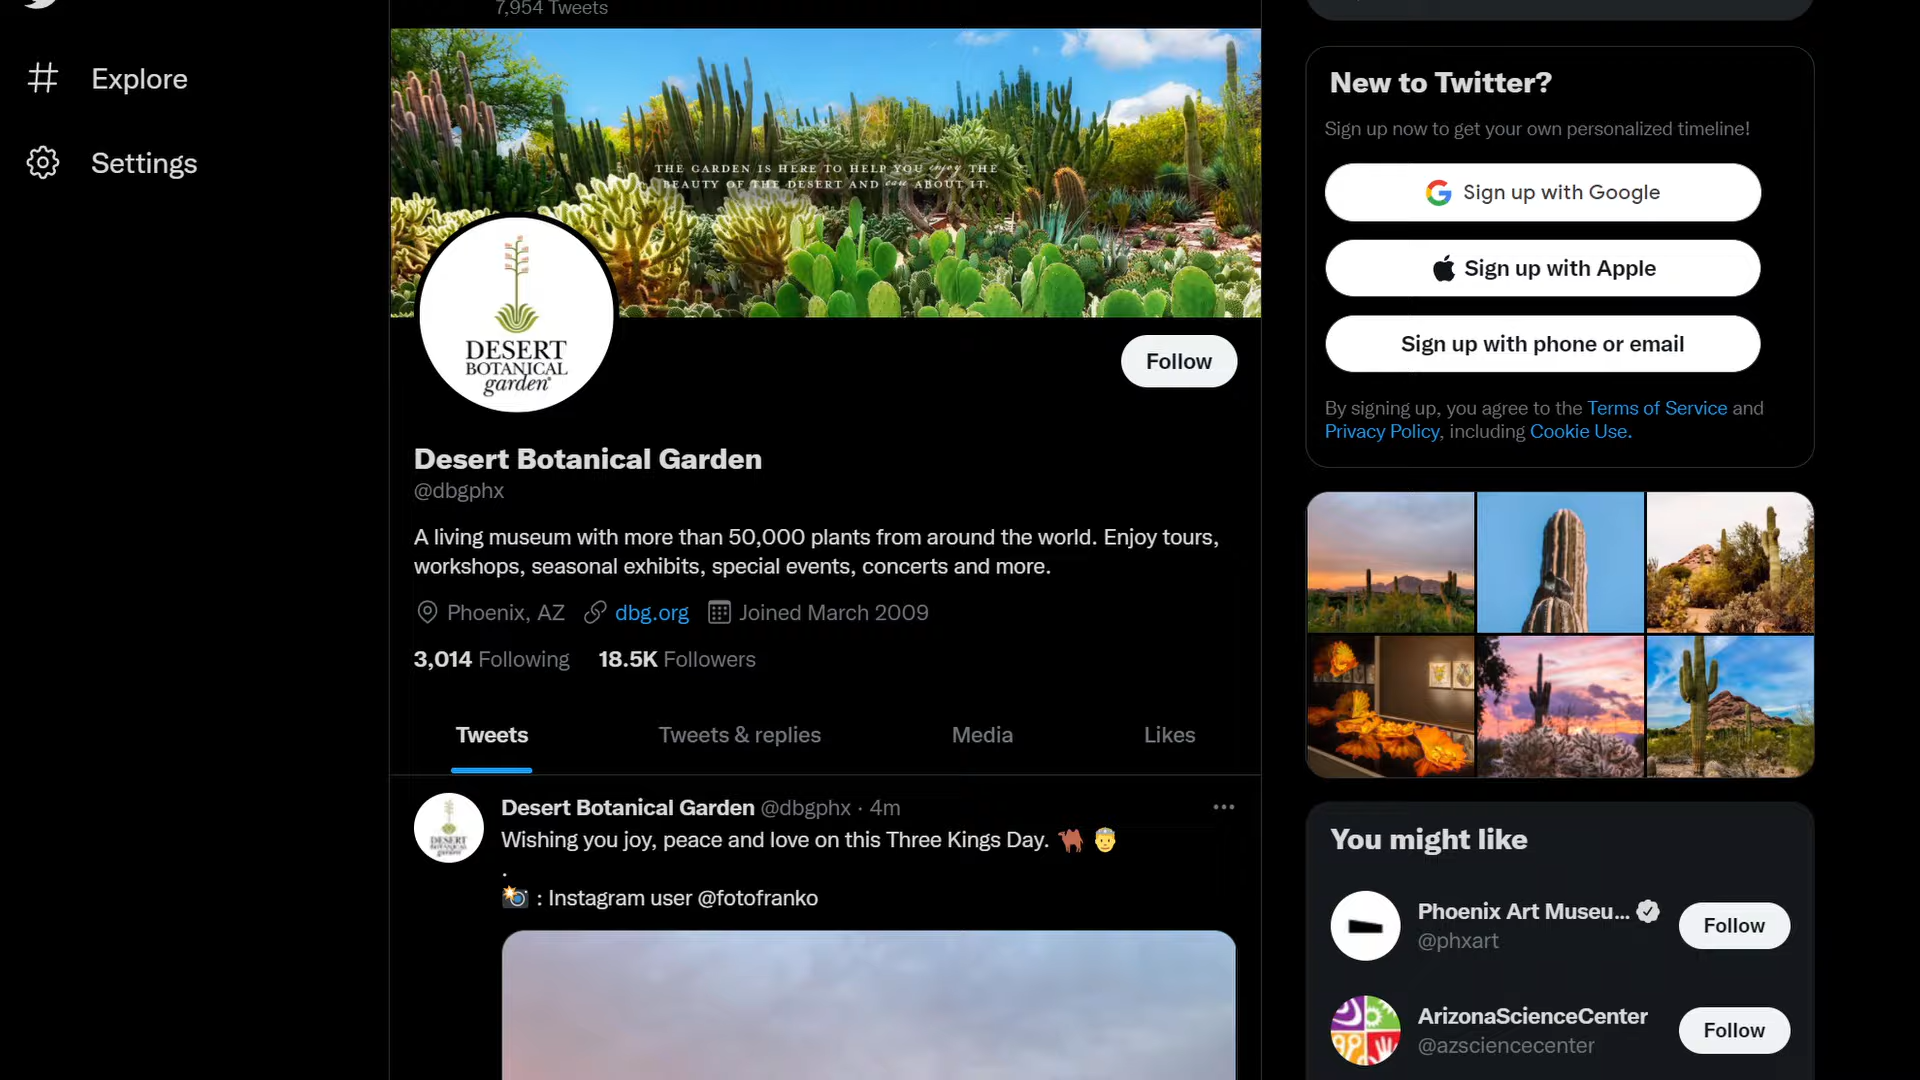 7,954 Tweets
Explore
Settings
THE GARDEN IS HERE TO HELP YOU enjoy THE
BEAUTY OF THE DESERT AND care ABOUT IT.
DESERT
BOTANICAL
garden®
Follow
Desert Botanical Garden
@dbgphx
A living museum with more than 50,000 plants from around the world. Enjoy tours,
workshops, seasonal exhibits, special events, concerts and more.
Phoenix, AZ dbg.org Joined March 2009
3,014 Following 18.5K Followers
Tweets Tweets & replies Media Likes
DESERT
BOTANICAL
garden
Desert Botanical Garden @dbgphx · 4m
Wishing you joy, peace and love on this Three Kings Day. 🐫 🤴
.
📸 : Instagram user @fotofranko
New to Twitter?
Sign up now to get your own personalized timeline!
Sign up with Google
Sign up with Apple
Sign up with phone or email
By signing up, you agree to the Terms of Service and
Privacy Policy, including Cookie Use.
You might like
Phoenix Art Museu...
@phxart
Follow
ArizonaScienceCenter
@azsciencecenter
Follow